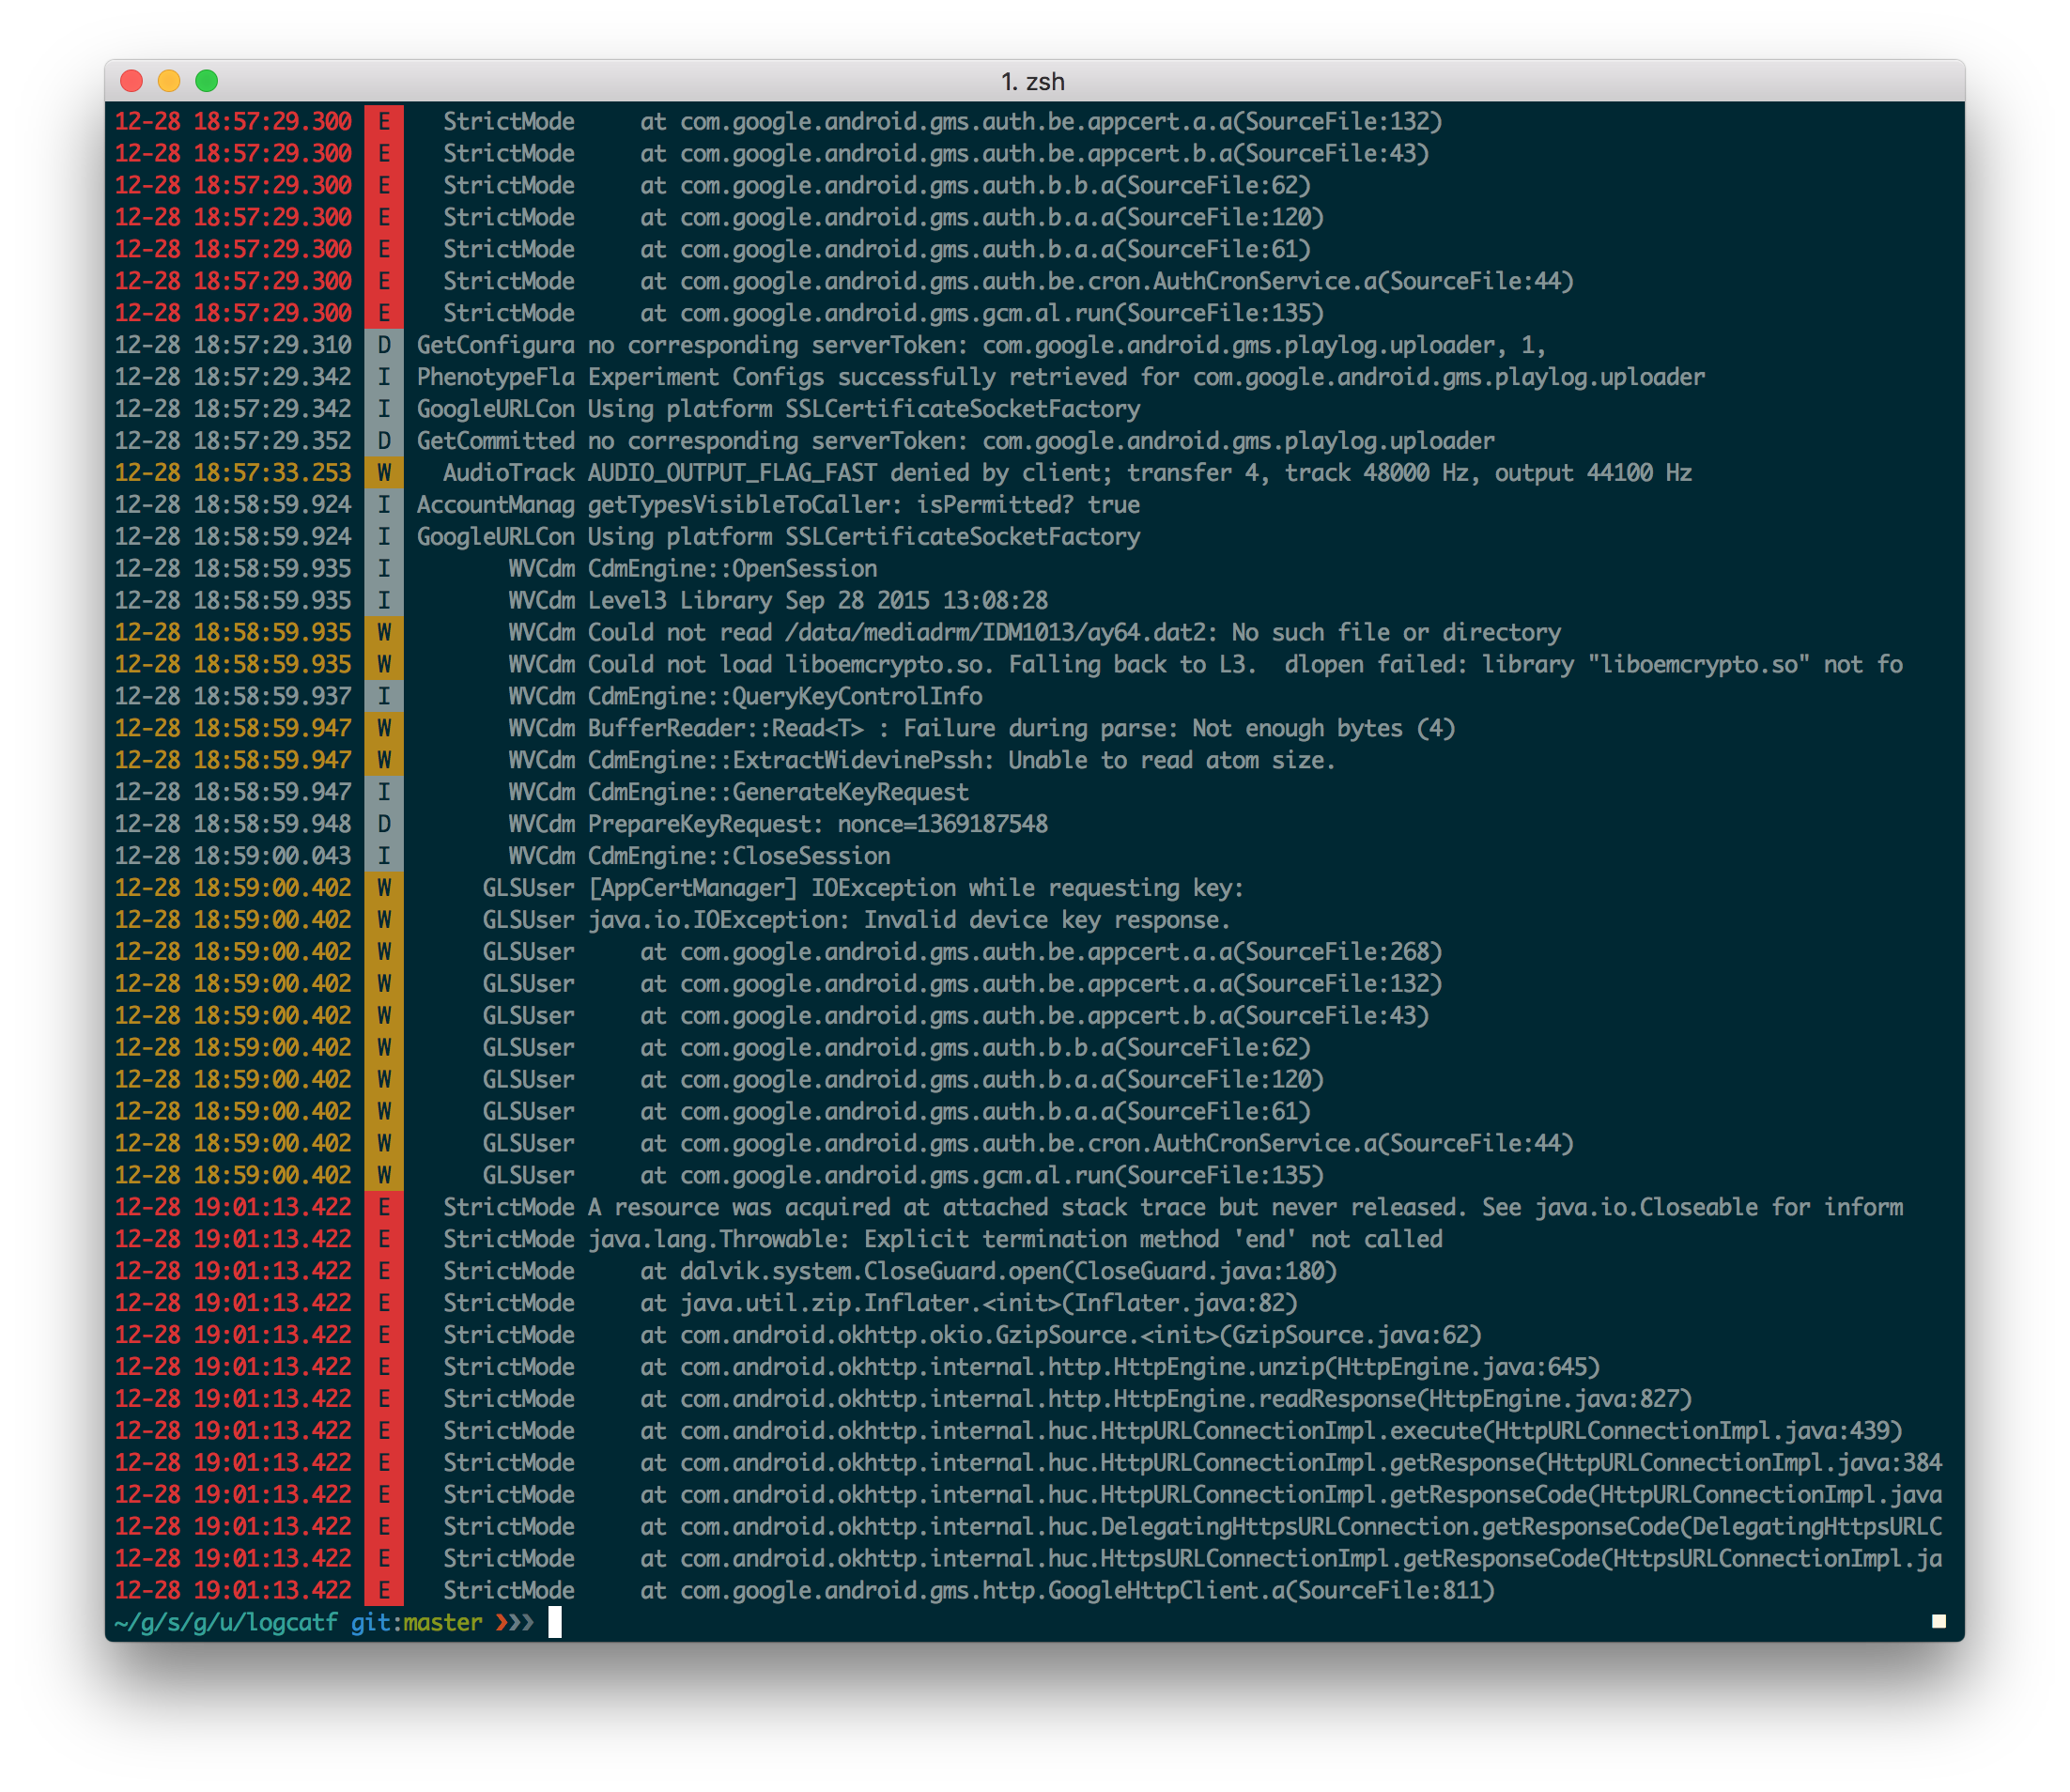 1. zsh
12-28 18:57:29.300 E StrictMode at com.google.android.gms.auth.be.appcert.a.a(SourceFile:132)
12-28 18:57:29.300 E StrictMode at com.google.android.gms.auth.be.appcert.b.a(SourceFile:43)
12-28 18:57:29.300 E StrictMode at com.google.android.gms.auth.b.b.a(SourceFile:62)
12-28 18:57:29.300 E StrictMode at com.google.android.gms.auth.b.a.a(SourceFile:120)
12-28 18:57:29.300 E StrictMode at com.google.android.gms.auth.b.a.a(SourceFile:61)
12-28 18:57:29.300 E StrictMode at com.google.android.gms.auth.be.cron.AuthCronService.a(SourceFile:44)
12-28 18:57:29.300 E StrictMode at com.google.android.gms.gcm.al.run(SourceFile:135)
12-28 18:57:29.310 D GetConfigura no corresponding serverToken: com.google.android.gms.playlog.uploader, 1,
12-28 18:57:29.342 I PhenotypeFla Experiment Configs successfully retrieved for com.google.android.gms.playlog.uploader
12-28 18:57:29.342 I GoogleURLCon Using platform SSLCertificateSocketFactory
12-28 18:57:29.352 D GetCommitted no corresponding serverToken: com.google.android.gms.playlog.uploader
12-28 18:57:33.253 W AudioTrack AUDIO_OUTPUT_FLAG_FAST denied by client; transfer 4, track 48000 Hz, output 44100 Hz
12-28 18:58:59.924 I AccountManag getTypesVisibleToCaller: isPermitted? true
12-28 18:58:59.924 I GoogleURLCon Using platform SSLCertificateSocketFactory
12-28 18:58:59.935 I WVCdm CdmEngine::OpenSession
12-28 18:58:59.935 I WVCdm Level3 Library Sep 28 2015 13:08:28
12-28 18:58:59.935 W WVCdm Could not read /data/mediadrm/IDM1013/ay64.dat2: No such file or directory
12-28 18:58:59.935 W WVCdm Could not load liboemcrypto.so. Falling back to L3.  dlopen failed: library "liboemcrypto.so" not fo
12-28 18:58:59.937 I WVCdm CdmEngine::QueryKeyControlInfo
12-28 18:58:59.947 W WVCdm BufferReader::Read<T> : Failure during parse: Not enough bytes (4)
12-28 18:58:59.947 W WVCdm CdmEngine::ExtractWidevinePssh: Unable to read atom size.
12-28 18:58:59.947 I WVCdm CdmEngine::GenerateKeyRequest
12-28 18:58:59.948 D WVCdm PrepareKeyRequest: nonce=1369187548
12-28 18:59:00.043 I WVCdm CdmEngine::CloseSession
12-28 18:59:00.402 W GLSUser [AppCertManager] IOException while requesting key:
12-28 18:59:00.402 W GLSUser java.io.IOException: Invalid device key response.
12-28 18:59:00.402 W GLSUser at com.google.android.gms.auth.be.appcert.a.a(SourceFile:268)
12-28 18:59:00.402 W GLSUser at com.google.android.gms.auth.be.appcert.a.a(SourceFile:132)
12-28 18:59:00.402 W GLSUser at com.google.android.gms.auth.be.appcert.b.a(SourceFile:43)
12-28 18:59:00.402 W GLSUser at com.google.android.gms.auth.b.b.a(SourceFile:62)
12-28 18:59:00.402 W GLSUser at com.google.android.gms.auth.b.a.a(SourceFile:120)
12-28 18:59:00.402 W GLSUser at com.google.android.gms.auth.b.a.a(SourceFile:61)
12-28 18:59:00.402 W GLSUser at com.google.android.gms.auth.be.cron.AuthCronService.a(SourceFile:44)
12-28 18:59:00.402 W GLSUser at com.google.android.gms.gcm.al.run(SourceFile:135)
12-28 19:01:13.422 E StrictMode A resource was acquired at attached stack trace but never released. See java.io.Closeable for inform
12-28 19:01:13.422 E StrictMode java.lang.Throwable: Explicit termination method 'end' not called
12-28 19:01:13.422 E StrictMode at dalvik.system.CloseGuard.open(CloseGuard.java:180)
12-28 19:01:13.422 E StrictMode at java.util.zip.Inflater.<init>(Inflater.java:82)
12-28 19:01:13.422 E StrictMode at com.android.okhttp.okio.GzipSource.<init>(GzipSource.java:62)
12-28 19:01:13.422 E StrictMode at com.android.okhttp.internal.http.HttpEngine.unzip(HttpEngine.java:645)
12-28 19:01:13.422 E StrictMode at com.android.okhttp.internal.http.HttpEngine.readResponse(HttpEngine.java:827)
12-28 19:01:13.422 E StrictMode at com.android.okhttp.internal.huc.HttpURLConnectionImpl.execute(HttpURLConnectionImpl.java:439)
12-28 19:01:13.422 E StrictMode at com.android.okhttp.internal.huc.HttpURLConnectionImpl.getResponse(HttpURLConnectionImpl.java:384
12-28 19:01:13.422 E StrictMode at com.android.okhttp.internal.huc.HttpURLConnectionImpl.getResponseCode(HttpURLConnectionImpl.java
12-28 19:01:13.422 E StrictMode at com.android.okhttp.internal.huc.DelegatingHttpsURLConnection.getResponseCode(DelegatingHttpsURLC
12-28 19:01:13.422 E StrictMode at com.android.okhttp.internal.huc.HttpsURLConnectionImpl.getResponseCode(HttpsURLConnectionImpl.ja
12-28 19:01:13.422 E StrictMode at com.google.android.gms.http.GoogleHttpClient.a(SourceFile:811)
~/g/s/g/u/logcatf git:master ❯❯❯